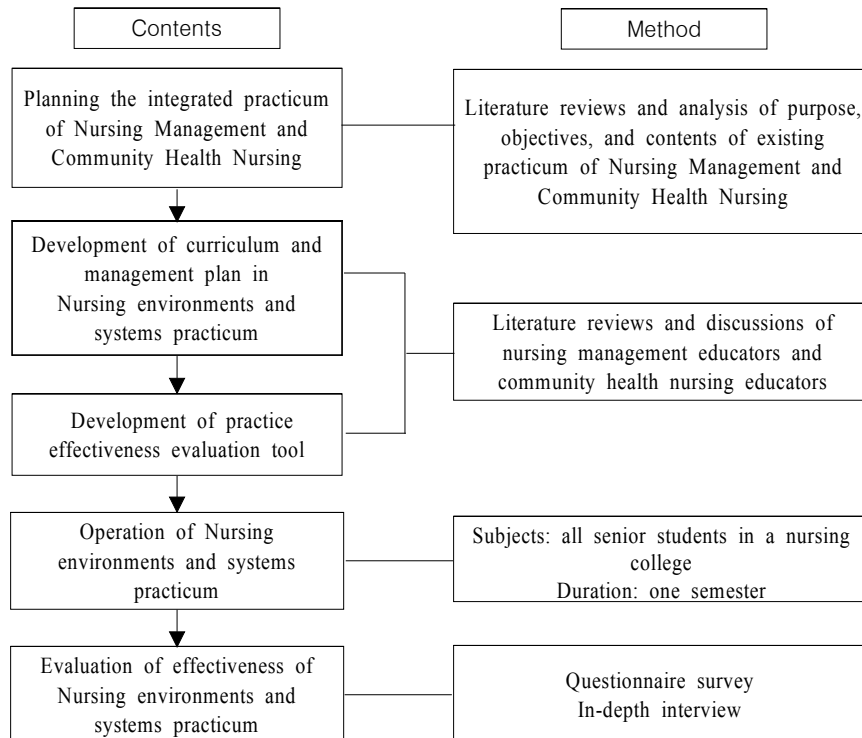 Contents
Method
Planning the integrated practicum
of Nursing Management and
Community Health Nursing
Literature reviews and analysis of purpose,
objectives, and contents of existing
practicum of Nursing Management and
Community Health Nursing
Development of curriculum and
management plan in
Nursing environments and
systems practicum
Literature reviews and discussions of
nursing management educators and
community health nursing educators
Development of practice
effectiveness evaluation tool
Operation of Nursing
environments and systems
practicum
Subjects: all senior students in a nursing
college
Duration: one semester
Evaluation of effectiveness of
Nursing environments and
systems practicum
Questionnaire survey
In-depth interview